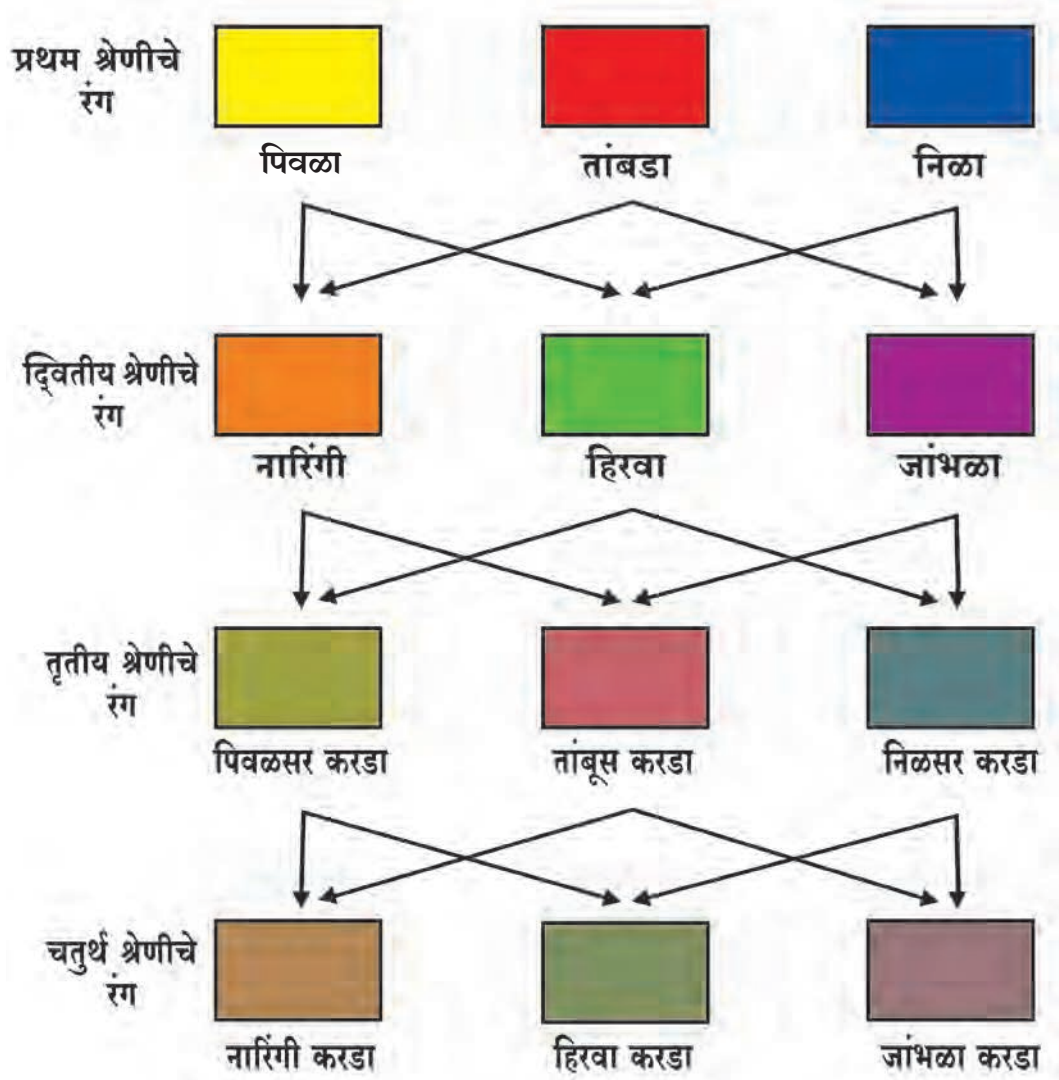 प्रथम श्रेणीचे
रंग
पिवळा तांबडा निळा
द्वितीय श्रेणीचे
रंग
नारिंगी हिरवा जांभळा
तृतीय श्रेणीचे
रंग
पिवळसर करडा तांबूस करडा निळसर करडा
चतुर्थ श्रेणीचे
रंग
नारिंगी करडा हिरवा करडा जांभळा करडा